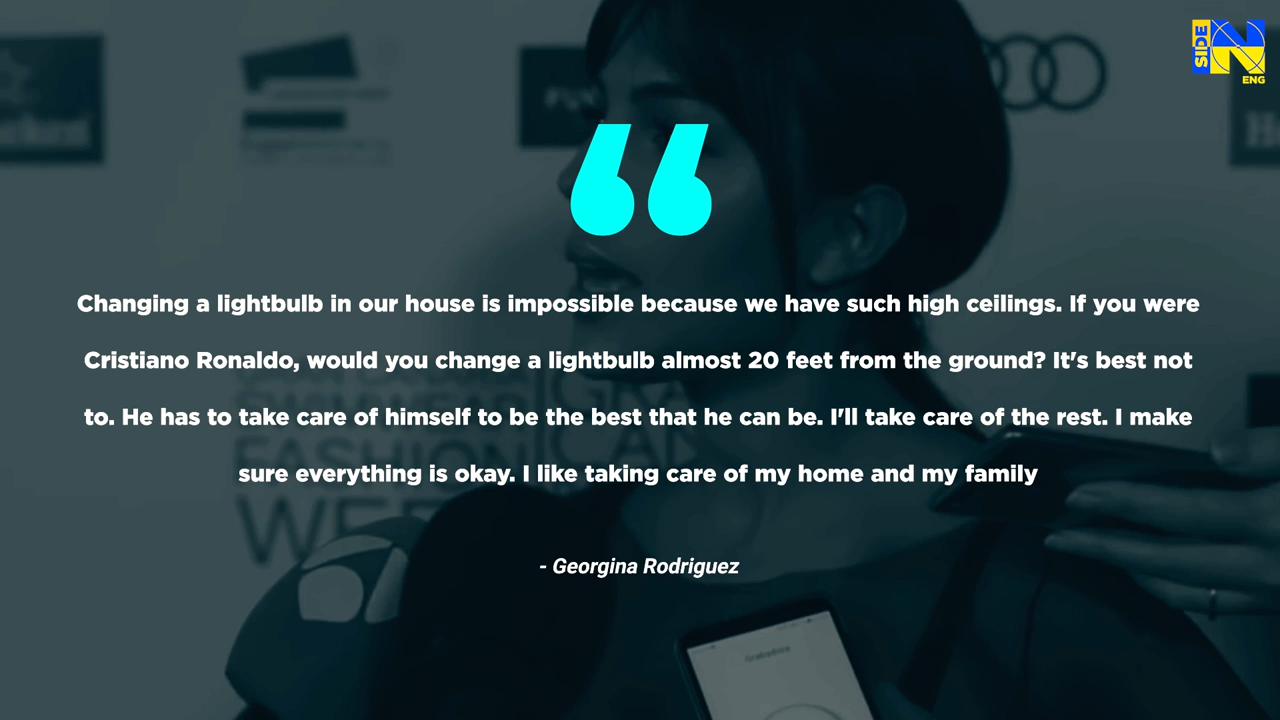 SIDE
N
ENG
Changing a lightbulb in our house is impossible because we have such high ceilings. If you were
Cristiano Ronaldo, would you change a lightbulb almost 20 feet from the ground? It's best not
to. He has to take care of himself to be the best that he can be. I'll take care of the rest. I make
sure everything is okay. I like taking care of my home and my family
FASHION
WEE
- Georgina Rodriguez